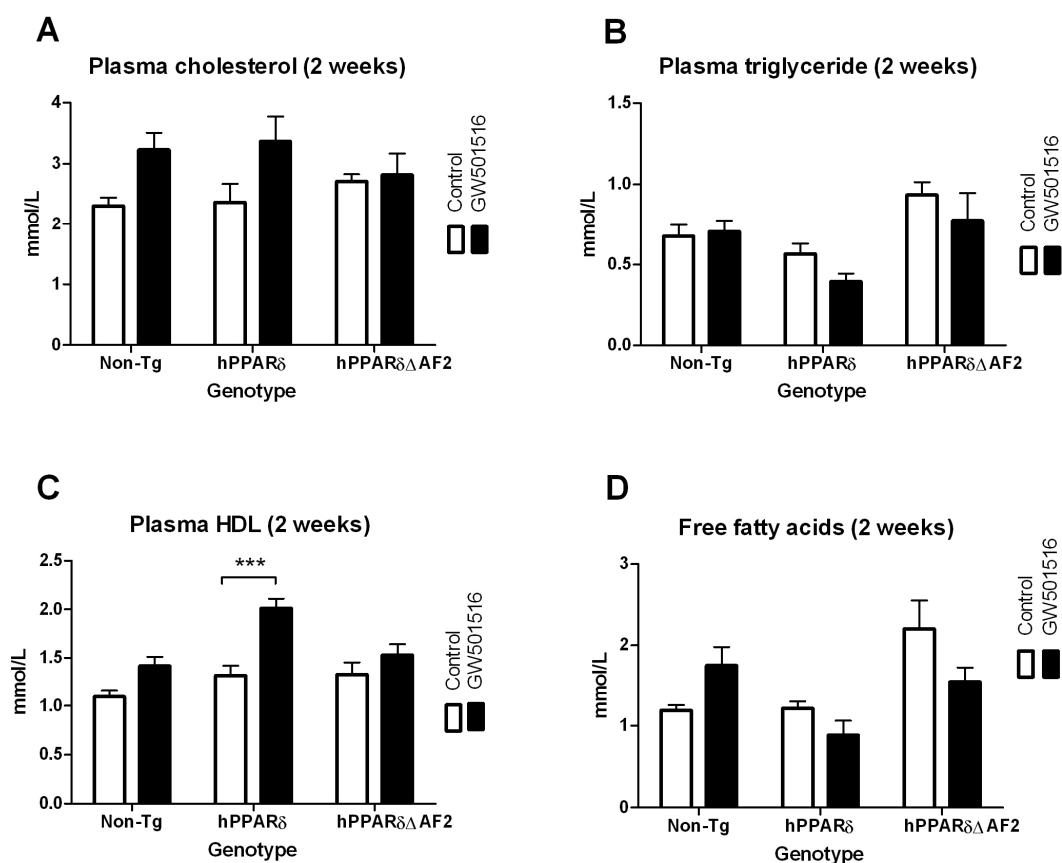 A
Plasma cholesterol (2 weeks)
4
3
2
1
0
mmol/L
Non-Tg hPPARδ hPPARδΔAF2
Genotype
Control
GW501516
B
Plasma triglyceride (2 weeks)
1.5
1.0
0.5
0.0
mmol/L
Non-Tg hPPARδ hPPARδΔAF2
Genotype
Control
GW501516
C
Plasma HDL (2 weeks)
2.5
2.0
1.5
1.0
0.5
0.0
mmol/L
***
Non-Tg hPPARδ hPPARδΔAF2
Genotype
Control
GW501516
D
Free fatty acids (2 weeks)
3
2
1
0
mmol/L
Non-Tg hPPARδ hPPARδΔAF2
Genotype
Control
GW501516